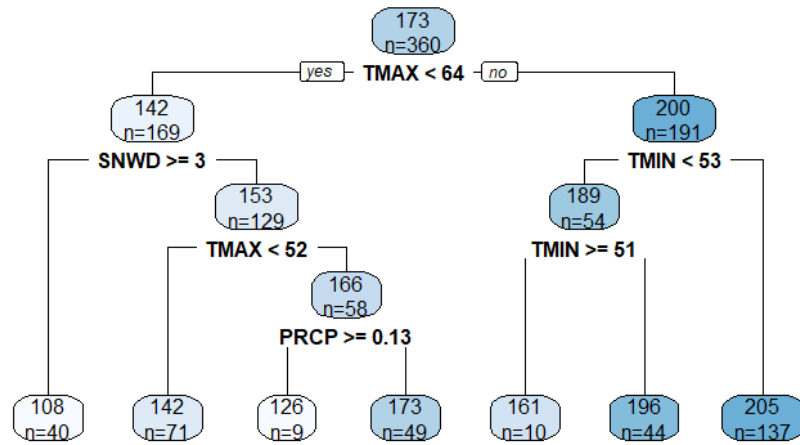 173
n=360
yes TMAX < 64 no
142
n=169
200
n=191
SNWD >= 3
TMIN < 53
153
n=129
189
n=54
TMAX < 52
TMIN >= 51
166
n=58
PRCP >= 0.13
108
n=40
142
n=71
126
n=9
173
n=49
161
n=10
196
n=44
205
n=137